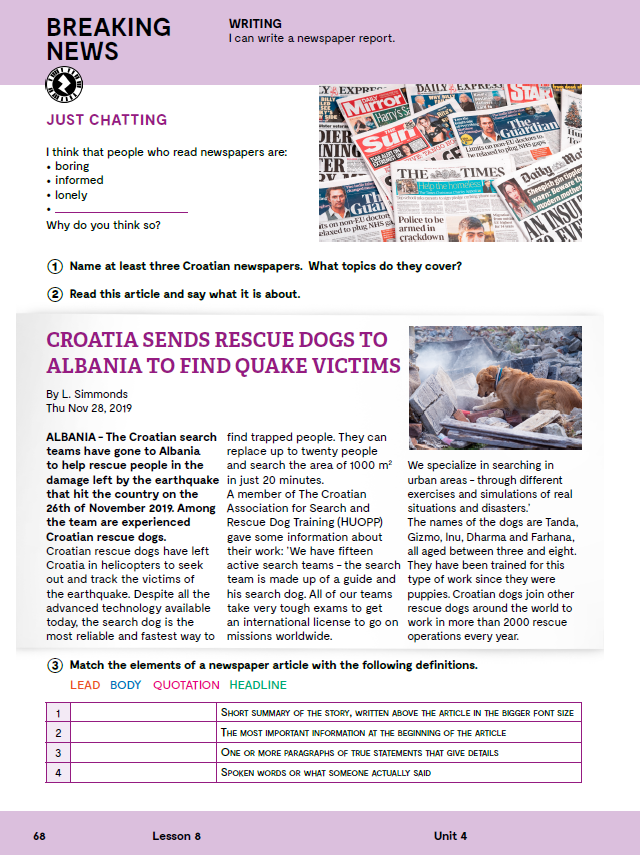 BREAKING
NEWS
WRITING
I can write a newspaper report.
JUST CHATTING
I think that people who read newspapers are:
• boring
• informed
• lonely
•
Why do you think so?
DAILY EXPRESS
Daily Mirror
Harry's
STAR
The Sun
The Guardian
Limits on non-EU doctors
be relaxed to plug NHS gaps
THE TIMES
Help the homeless
Daily Mail
Police to be
armed in
crackdown
AN INSU
1 Name at least three Croatian newspapers. What topics do they cover?
2 Read this article and say what it is about.
CROATIA SENDS RESCUE DOGS TO
ALBANIA TO FIND QUAKE VICTIMS
By L. Simmonds
Thu Nov 28, 2019
ALBANIA - The Croatian search
teams have gone to Albania
to help rescue people in the
damage left by the earthquake
that hit the country on the
26th of November 2019. Among
the team are experienced
Croatian rescue dogs.
Croatian rescue dogs have left
Croatia in helicopters to seek
out and track the victims of
the earthquake. Despite all the
advanced technology available
today, the search dog is the
most reliable and fastest way to
find trapped people. They can
replace up to twenty people
and search the area of 1000 m²
in just 20 minutes.
A member of The Croatian
Association for Search and
Rescue Dog Training (HUOPP)
gave some information about
their work: 'We have fifteen
active search teams - the search
team is made up of a guide and
his search dog. All of our teams
take very tough exams to get
an international license to go on
missions worldwide.
We specialize in searching in
urban areas - through different
exercises and simulations of real
situations and disasters.'
The names of the dogs are Tanda,
Gizmo, Inu, Dharma and Farhana,
all aged between three and eight.
They have been trained for this
type of work since they were
puppies. Croatian dogs join other
rescue dogs around the world to
work in more than 2000 rescue
operations every year.
3 Match the elements of a newspaper article with the following definitions.
LEAD BODY QUOTATION HEADLINE
1 SHORT SUMMARY OF THE STORY, WRITTEN ABOVE THE ARTICLE IN THE BIGGER FONT SIZE
2 THE MOST IMPORTANT INFORMATION AT THE BEGINNING OF THE ARTICLE
3 ONE OR MORE PARAGRAPHS OF TRUE STATEMENTS THAT GIVE DETAILS
4 SPOKEN WORDS OR WHAT SOMEONE ACTUALLY SAID
68 Lesson 8 Unit 4